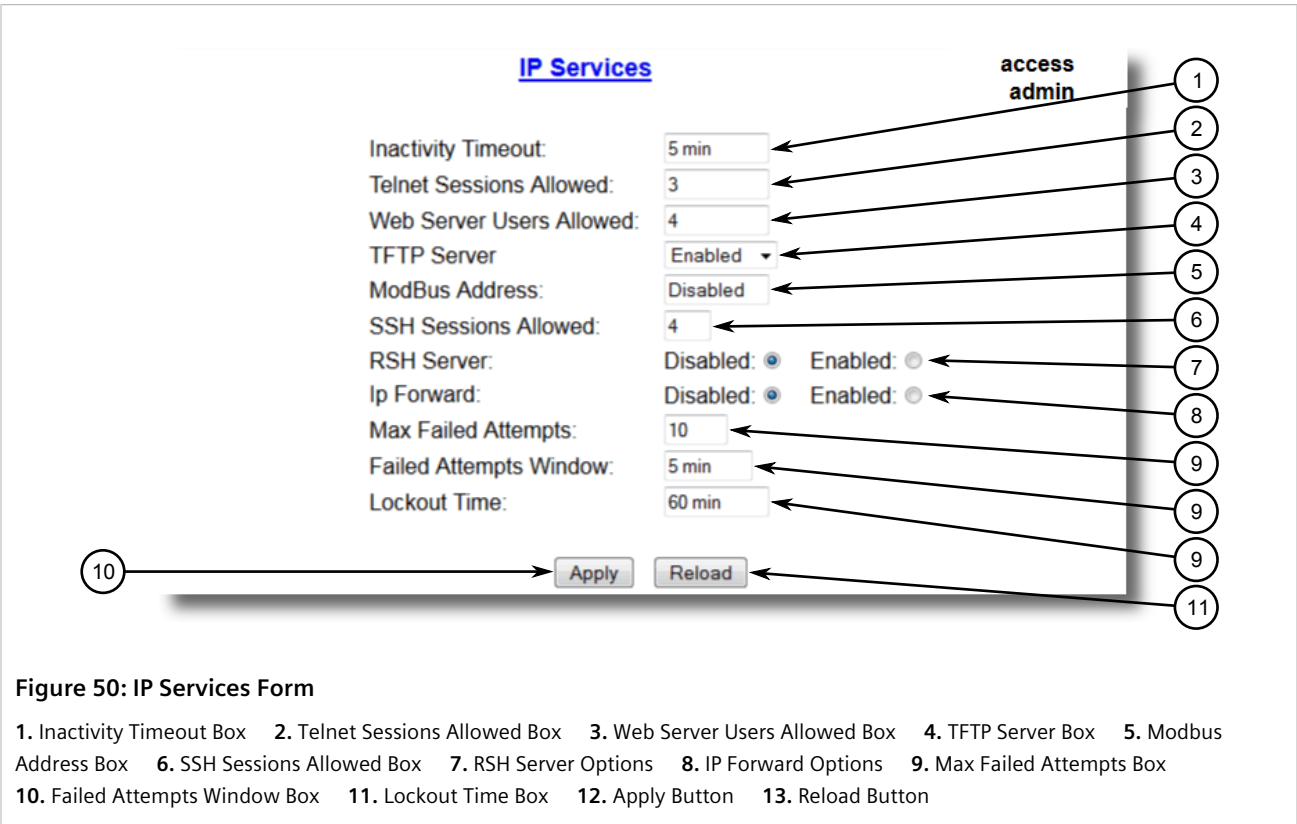 IP Services
access
admin
1
Inactivity Timeout: 5 min
2
Telnet Sessions Allowed: 3
3
Web Server Users Allowed: 4
4
TFTP Server Enabled
5
ModBus Address: Disabled
6
SSH Sessions Allowed: 4
7
RSH Server: Disabled: Enabled:
8
Ip Forward: Disabled: Enabled:
Max Failed Attempts: 10
9
Failed Attempts Window: 5 min
9
Lockout Time: 60 min
9
10
Apply Reload
11
Figure 50: IP Services Form
1. Inactivity Timeout Box 2. Telnet Sessions Allowed Box 3. Web Server Users Allowed Box 4. TFTP Server Box 5. Modbus
Address Box 6. SSH Sessions Allowed Box 7. RSH Server Options 8. IP Forward Options 9. Max Failed Attempts Box
10. Failed Attempts Window Box 11. Lockout Time Box 12. Apply Button 13. Reload Button